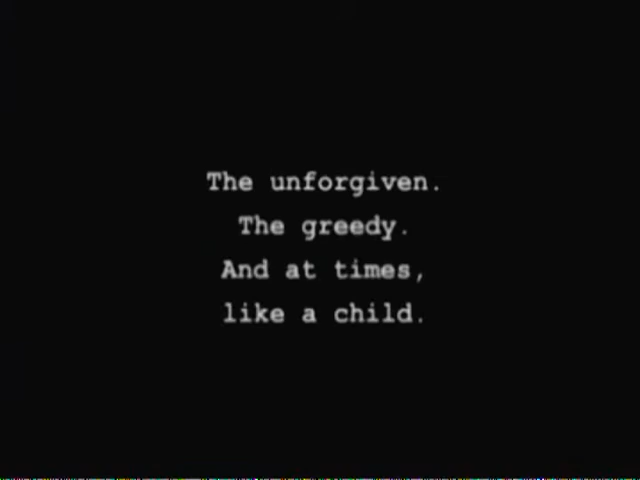 The unforgiven.
The greedy.
And at times,
like a child.